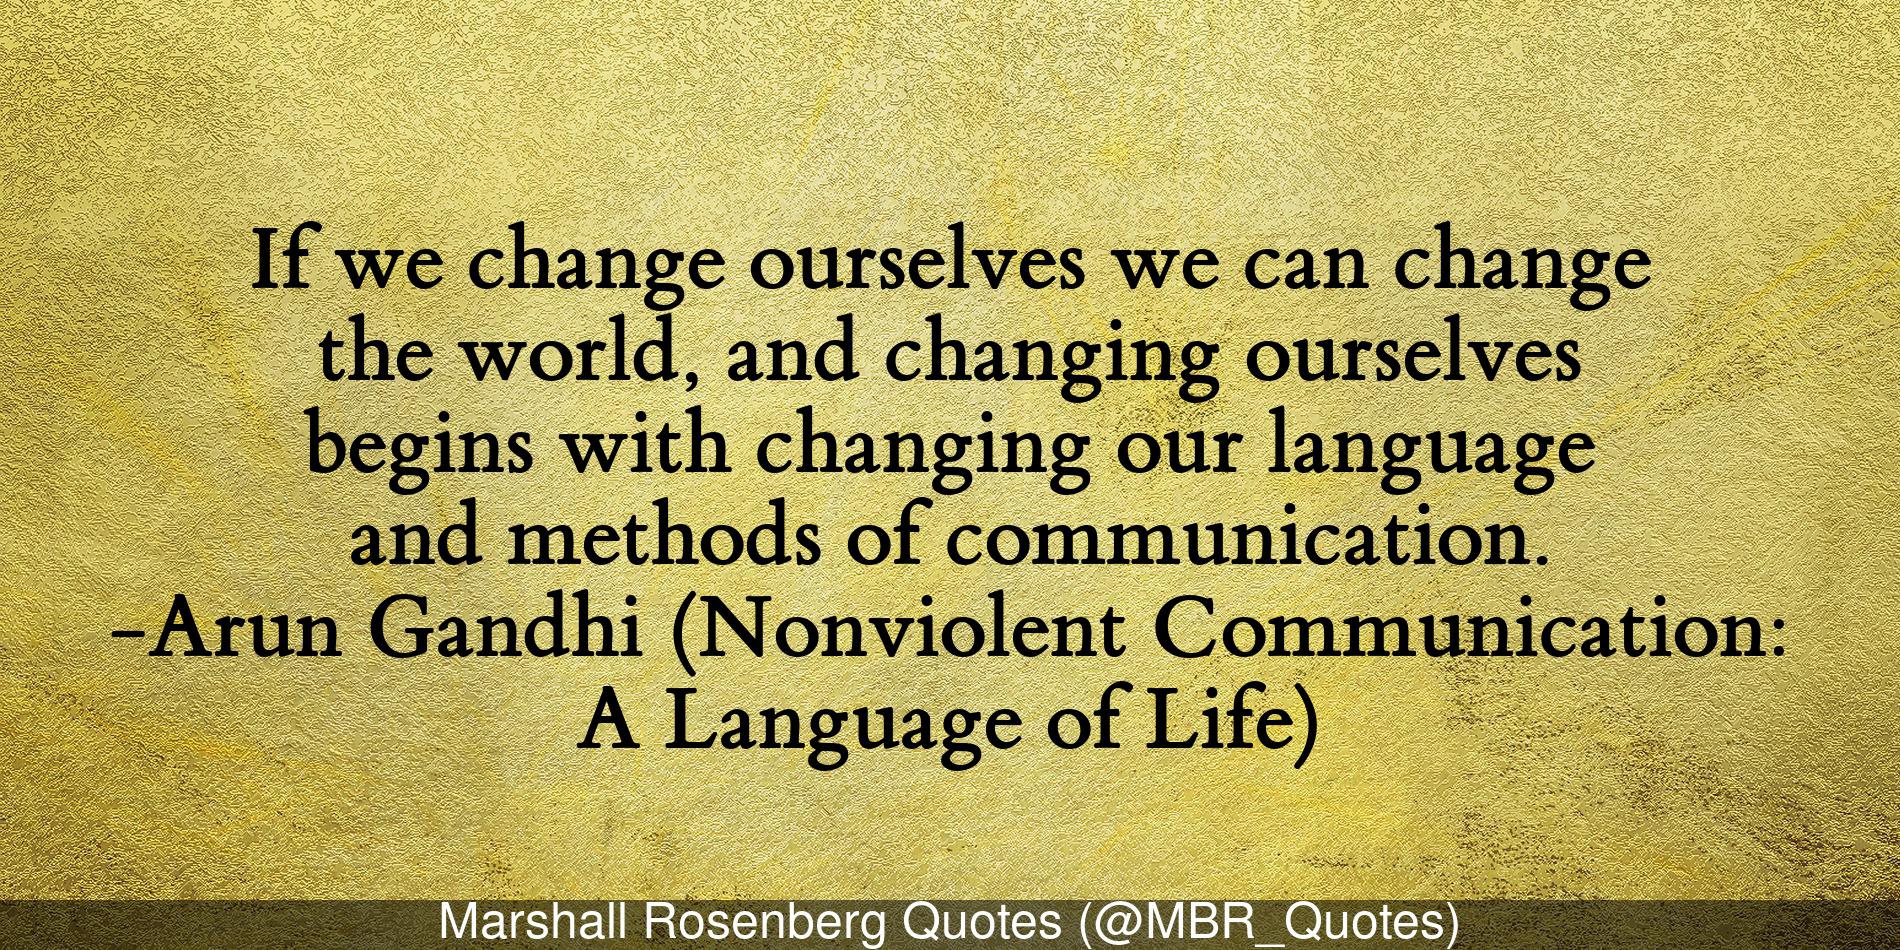 If we change ourselves we can change
the world, and changing ourselves
begins with changing our language
and methods of communication.
-Arun Gandhi (Nonviolent Communication:
A Language of Life)
Marshall Rosenberg Quotes (@MBR_Quotes)